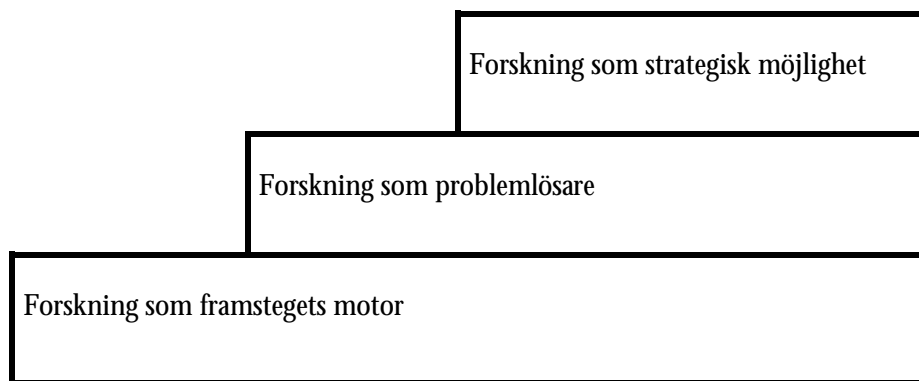 Forskning som strategisk möjlighet
Forskning som problemlösare
Forskning som framstegets motor